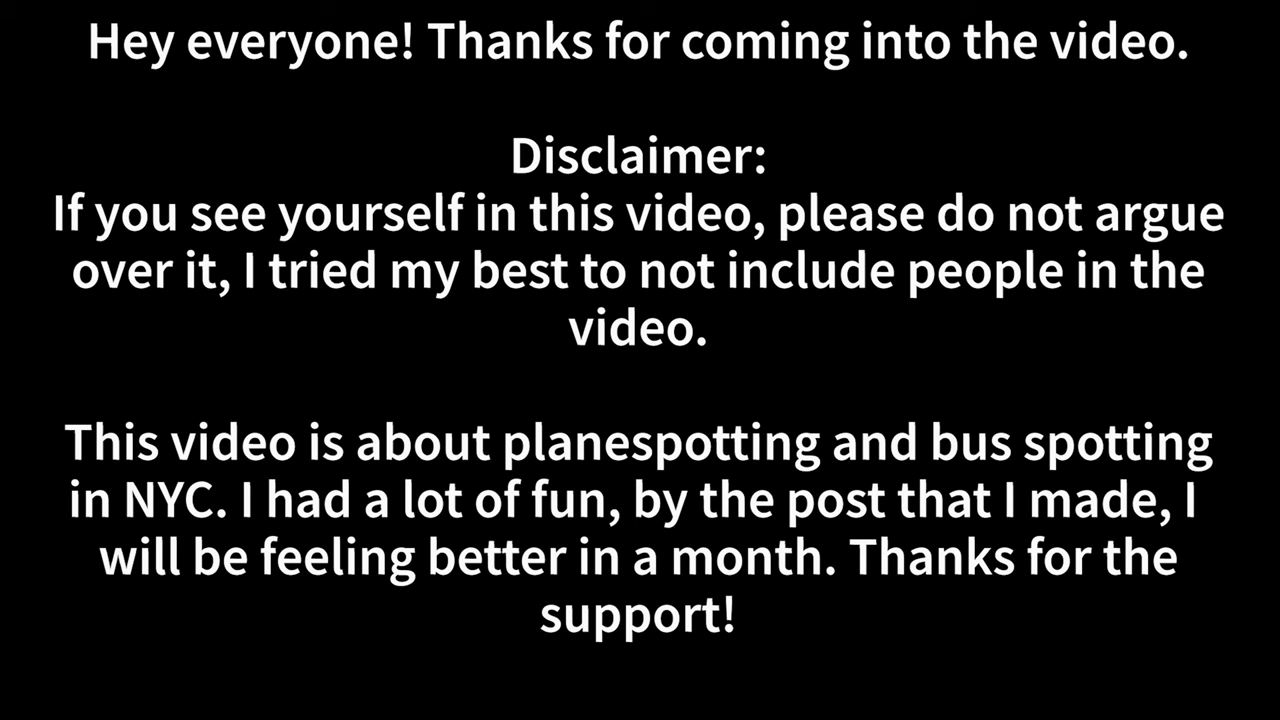 Hey everyone! Thanks for coming into the video.
Disclaimer:
If you see yourself in this video, please do not argue
over it, I tried my best to not include people in the
video.
This video is about planespotting and bus spotting
in NYC. I had a lot of fun, by the post that I made, I
will be feeling better in a month. Thanks for the
support!